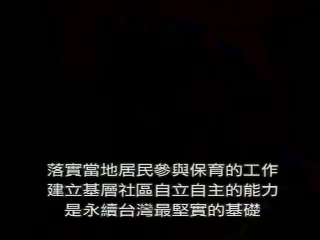 落實當地居民參與保育的工作
建立基層社區自立自主的能力
是永續台灣最堅實的基礎